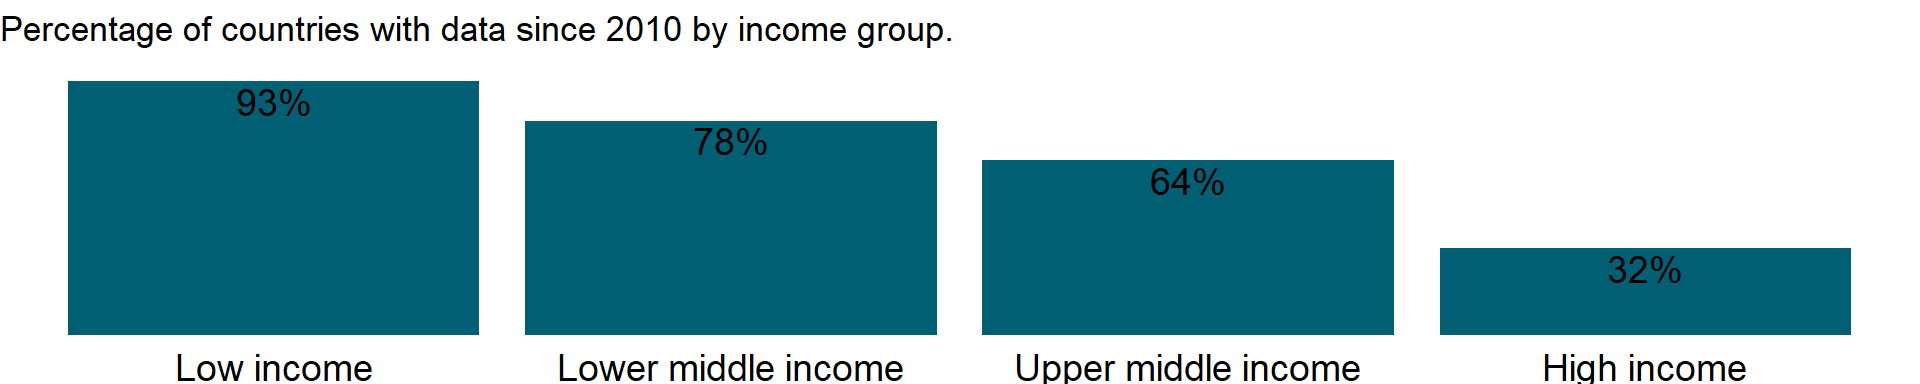 Percentage of countries with data since 2010 by income group.
93%
78%
64%
32%
Low income
Lower middle income
Upper middle income
High income